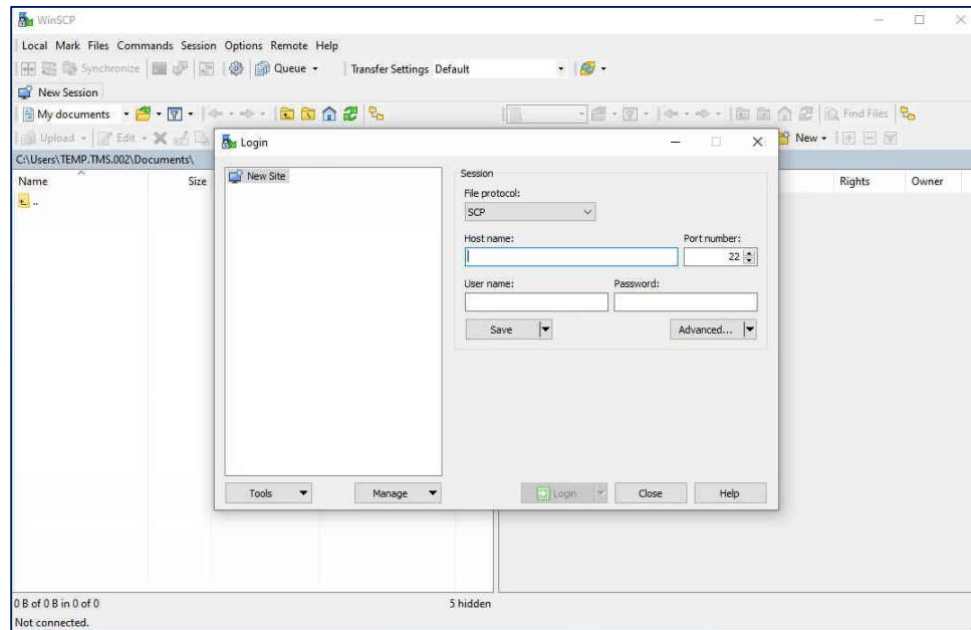 WinSCP
Local Mark Files Commands Session Options Remote Help
Synchronize Queue Transfer Settings Default
New Session
My documents Find Files
Upload Edit New
Login
C:\Users\TEMP.TMS.002\Documents\
Name Size Rights Owner
..
New Site
Session
File protocol:
SCP
Host name: Port number:
22
User name: Password:
Save Advanced...
Tools Manage Login Close Help
0 B of 0 B in 0 of 0 5 hidden
Not connected.